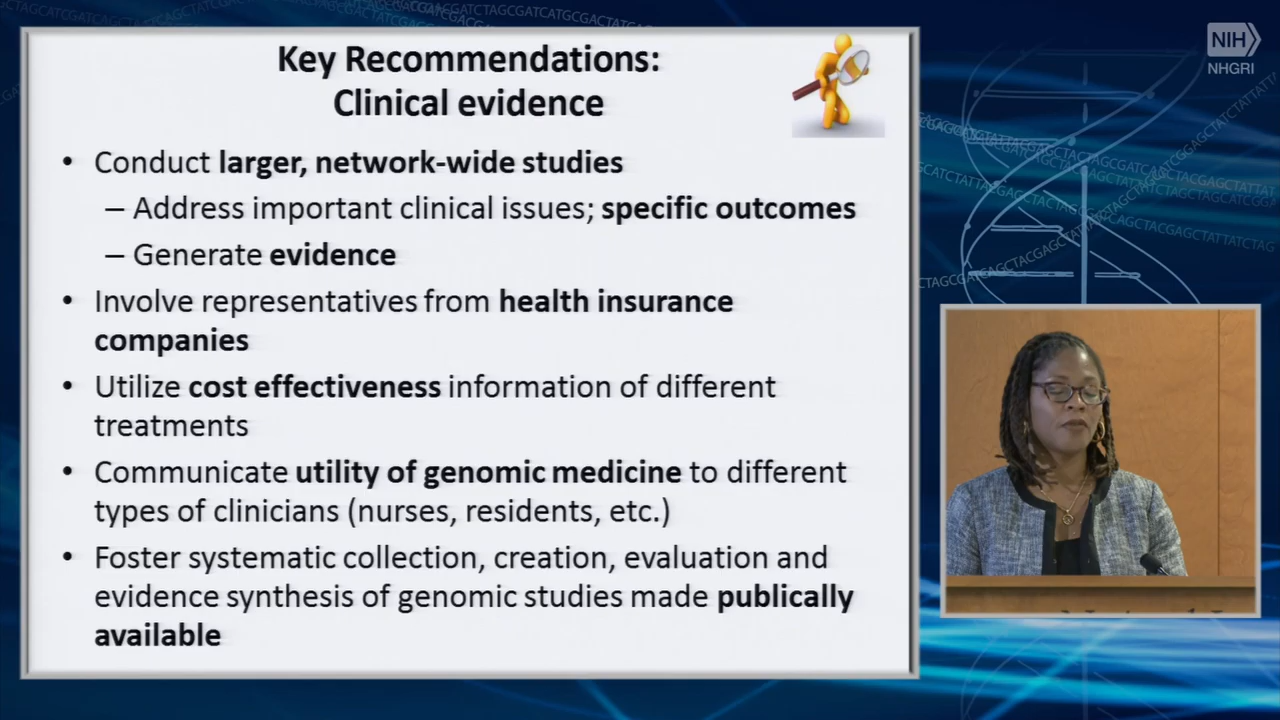 NIH
NHGRI
Key Recommendations:
Clinical evidence
• Conduct larger, network-wide studies
– Address important clinical issues; specific outcomes
– Generate evidence
• Involve representatives from health insurance
companies
• Utilize cost effectiveness information of different
treatments
• Communicate utility of genomic medicine to different
types of clinicians (nurses, residents, etc.)
• Foster systematic collection, creation, evaluation and
evidence synthesis of genomic studies made publically
available